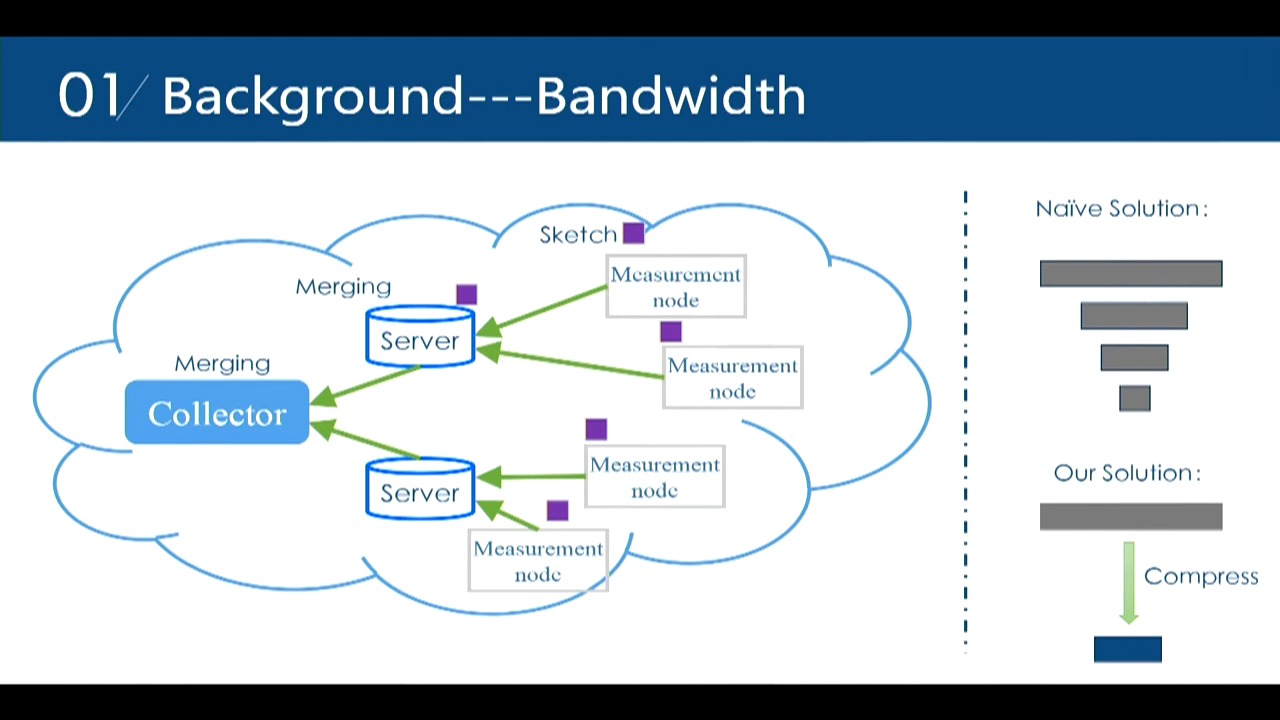 01/ Background---Bandwidth
Sketch
Measurement
node
Merging
Server
Measurement
node
Merging
Collector
Measurement
node
Server
Measurement
node
Naïve Solution:
Our Solution:
Compress